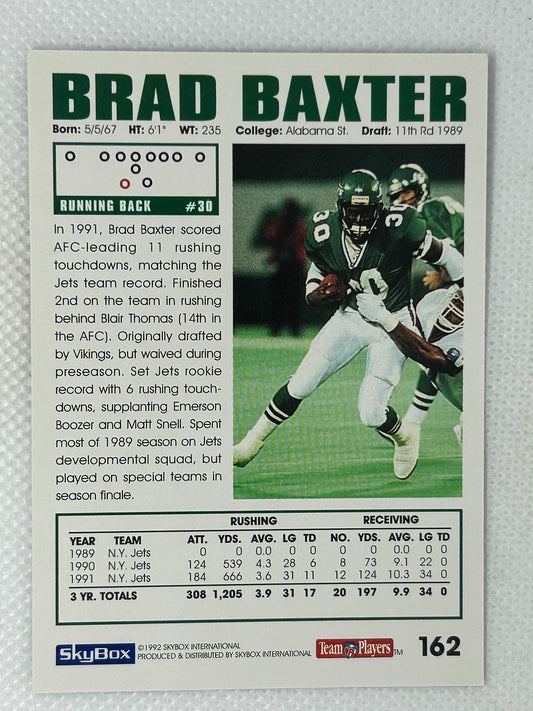 BRAD BAXTER
Born: 5/5/67 HT: 6'1" WT: 235 College: Alabama St. Draft: 11th Rd 1989
RUNNING BACK #30
In 1991, Brad Baxter scored
AFC-leading 11 rushing
touchdowns, matching the
Jets team record. Finished
2nd on the team in rushing
behind Blair Thomas (14th in
the AFC). Originally drafted
by Vikings, but waived during
preseason. Set Jets rookie
record with 6 rushing touch-
downs, supplanting Emerson
Boozer and Matt Snell. Spent
most of 1989 season on Jets
developmental squad, but
played on special teams in
season finale.
30
30
RUSHING RECEIVING
YEAR TEAM ATT. YDS. AVG. LG TD NO. YDS. AVG. LG TD
1989 N.Y. Jets 0 0 0.0 0 0 0 0 0.0 0 0
1990 N.Y. Jets 124 539 4.3 28 6 8 73 9.1 22 0
1991 N.Y. Jets 184 666 3.6 31 11 12 124 10.3 34 0
3 YR. TOTALS 308 1,205 3.9 31 17 20 197 9.9 34 0
SkyBox
©1992 SKYBOX INTERNATIONAL
PRODUCED & DISTRIBUTED BY SKYBOX INTERNATIONAL
Team NFL Players™
162